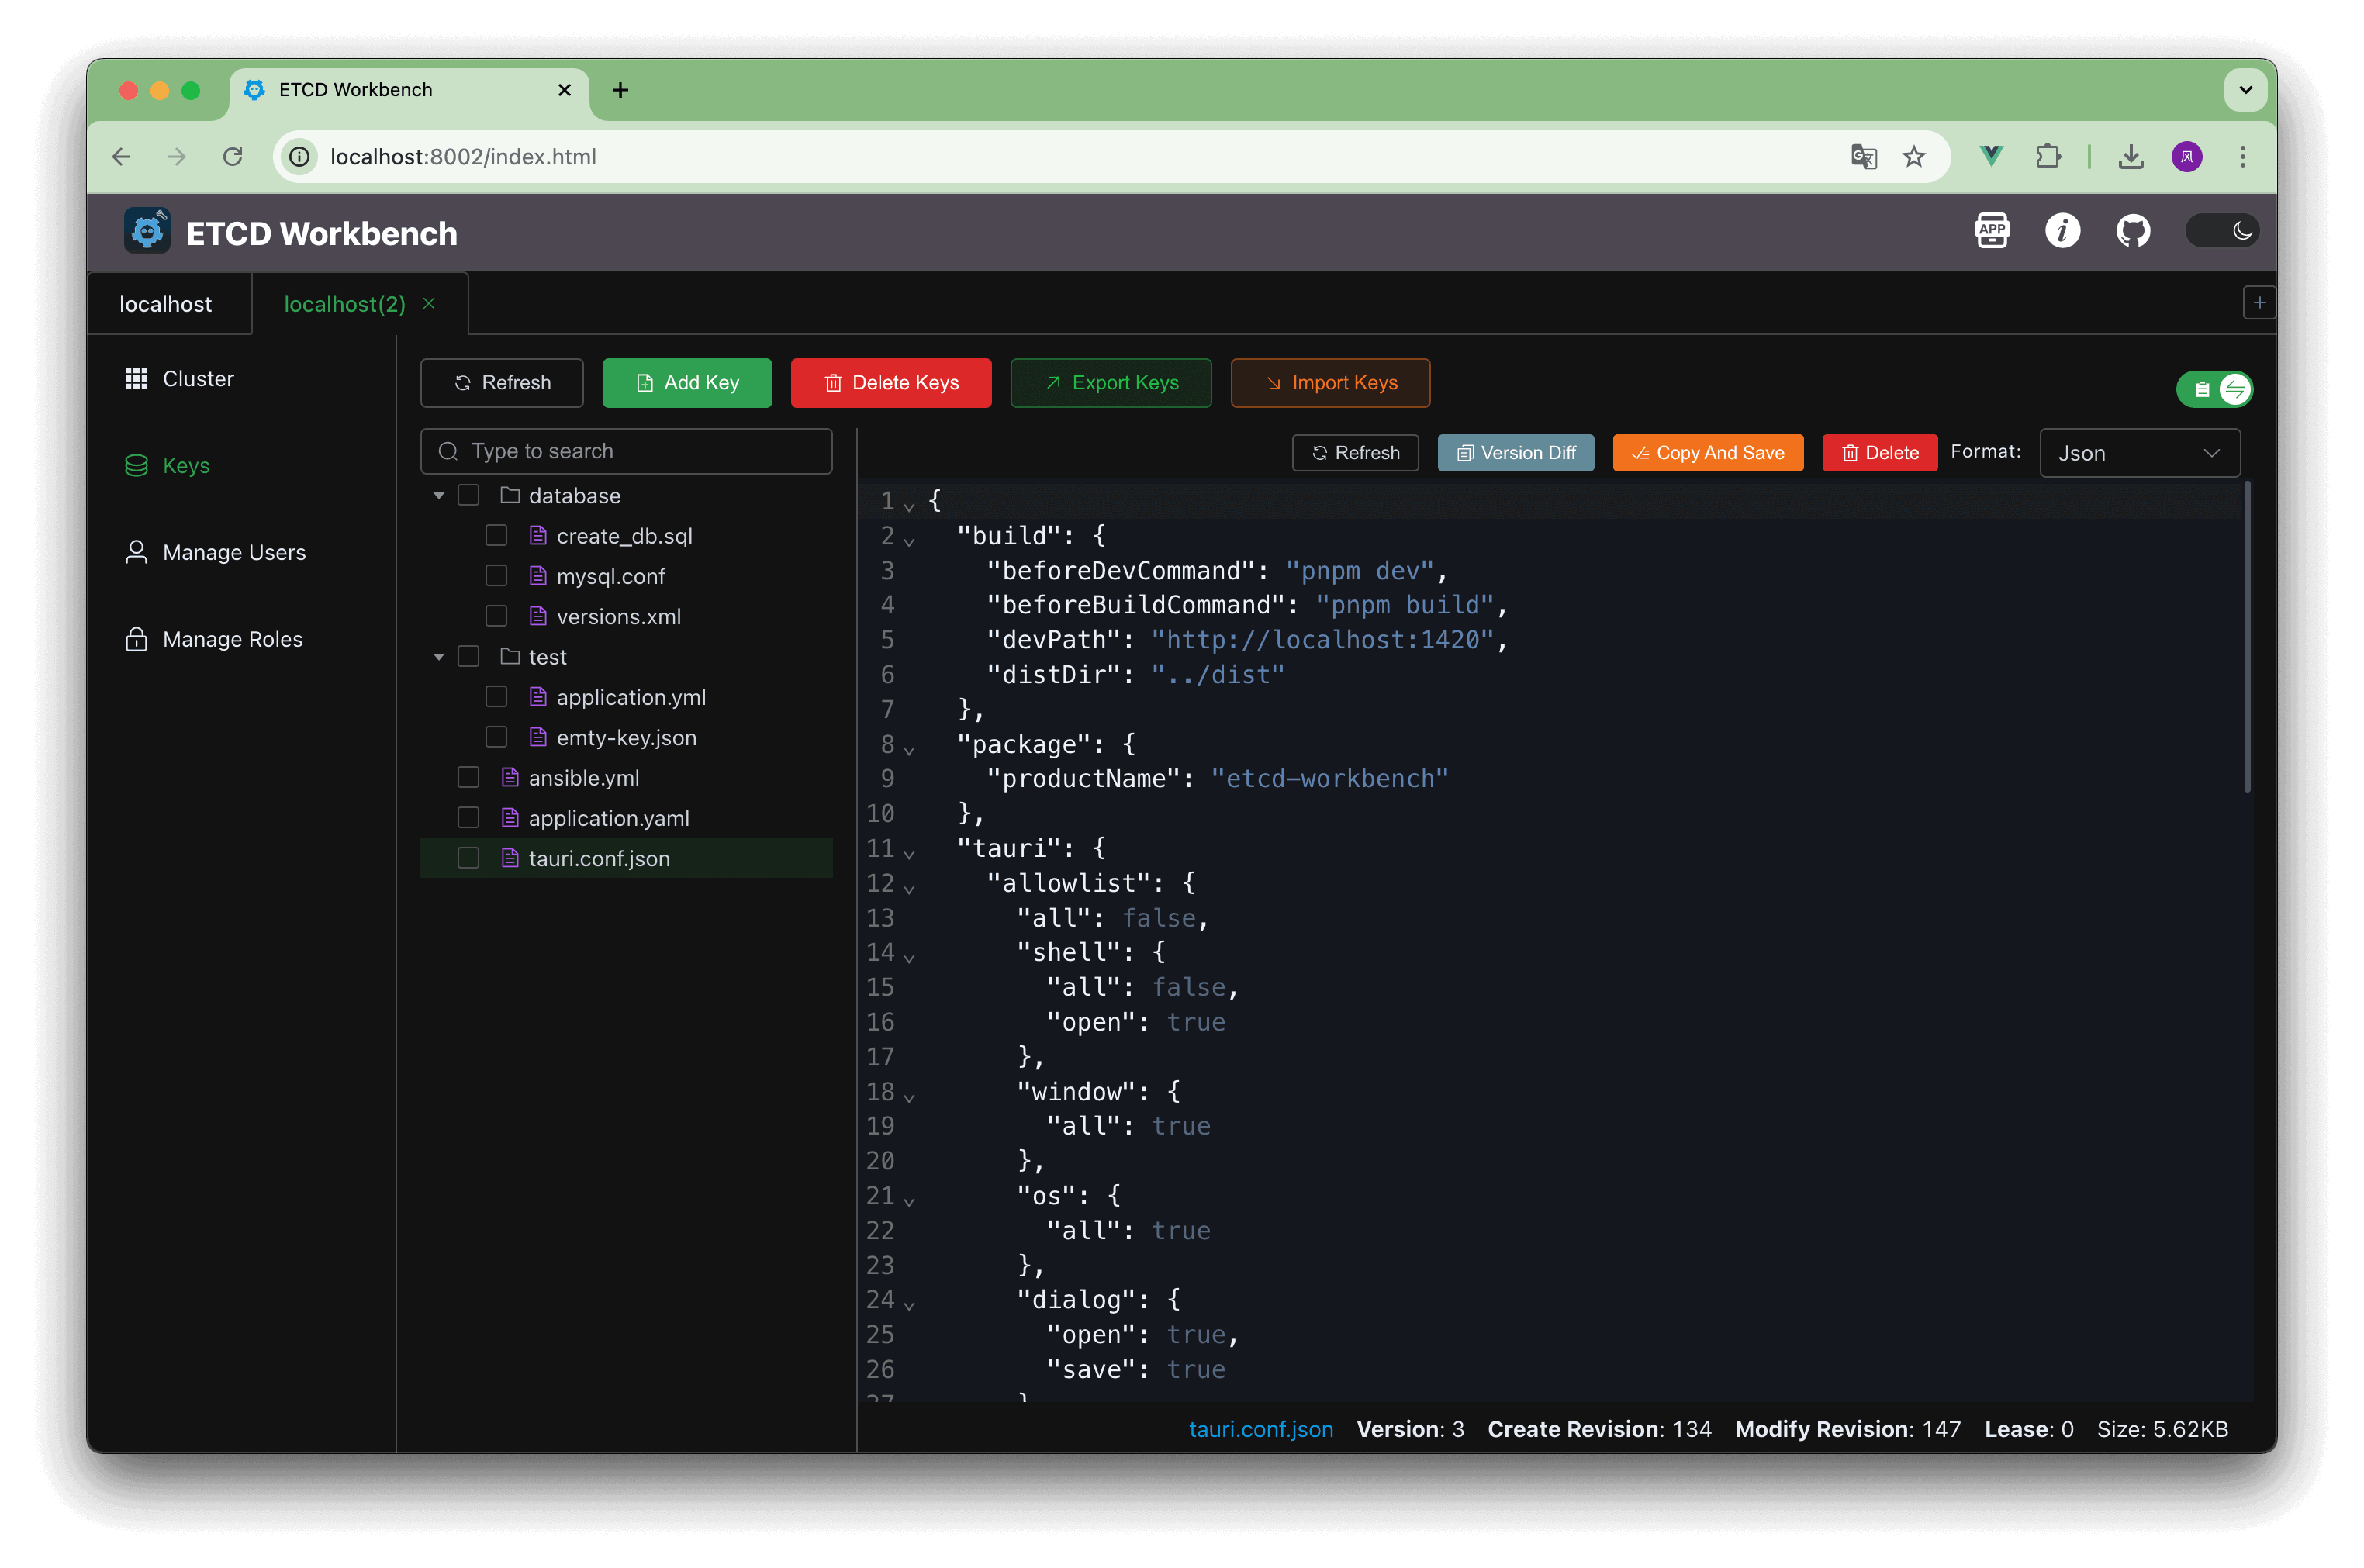 ETCD Workbench
localhost:8002/index.html
风
ETCD Workbench
APP
localhost
localhost(2)
Cluster
Keys
Manage Users
Manage Roles
Refresh
Add Key
Delete Keys
Export Keys
Import Keys
Type to search
database
create_db.sql
mysql.conf
versions.xml
test
application.yml
emty-key.json
ansible.yml
application.yaml
tauri.conf.json
Refresh
Version Diff
Copy And Save
Delete
Format:
Json
1 {
2 "build": {
3 "beforeDevCommand": "pnpm dev",
4 "beforeBuildCommand": "pnpm build",
5 "devPath": "http://localhost:1420",
6 "distDir": "../dist"
7 },
8 "package": {
9 "productName": "etcd-workbench"
10 },
11 "tauri": {
12 "allowlist": {
13 "all": false,
14 "shell": {
15 "all": false,
16 "open": true
17 },
18 "window": {
19 "all": true
20 },
21 "os": {
22 "all": true
23 },
24 "dialog": {
25 "open": true,
26 "save": true
27 }
tauri.conf.json Version: 3 Create Revision: 134 Modify Revision: 147 Lease: 0 Size: 5.62KB